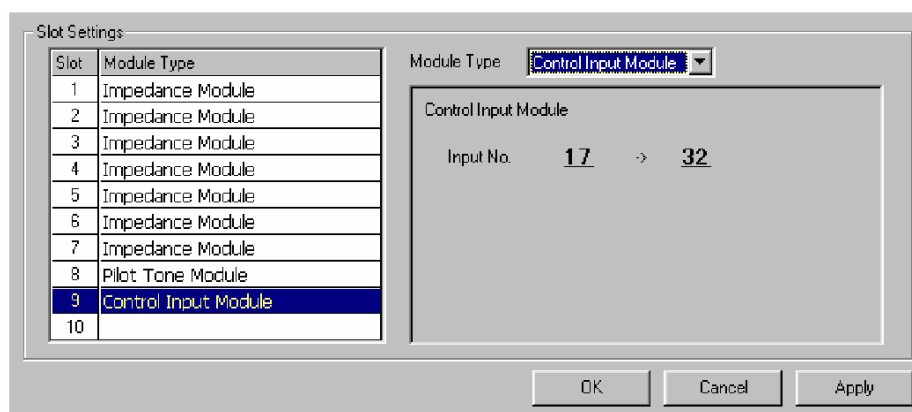 Slot Settings
Slot Module Type
1 Impedance Module
2 Impedance Module
3 Impedance Module
4 Impedance Module
5 Impedance Module
6 Impedance Module
7 Impedance Module
8 Pilot Tone Module
9 Control Input Module
10
Module Type Control Input Module
Control Input Module
Input No. 17 -> 32
OK Cancel Apply